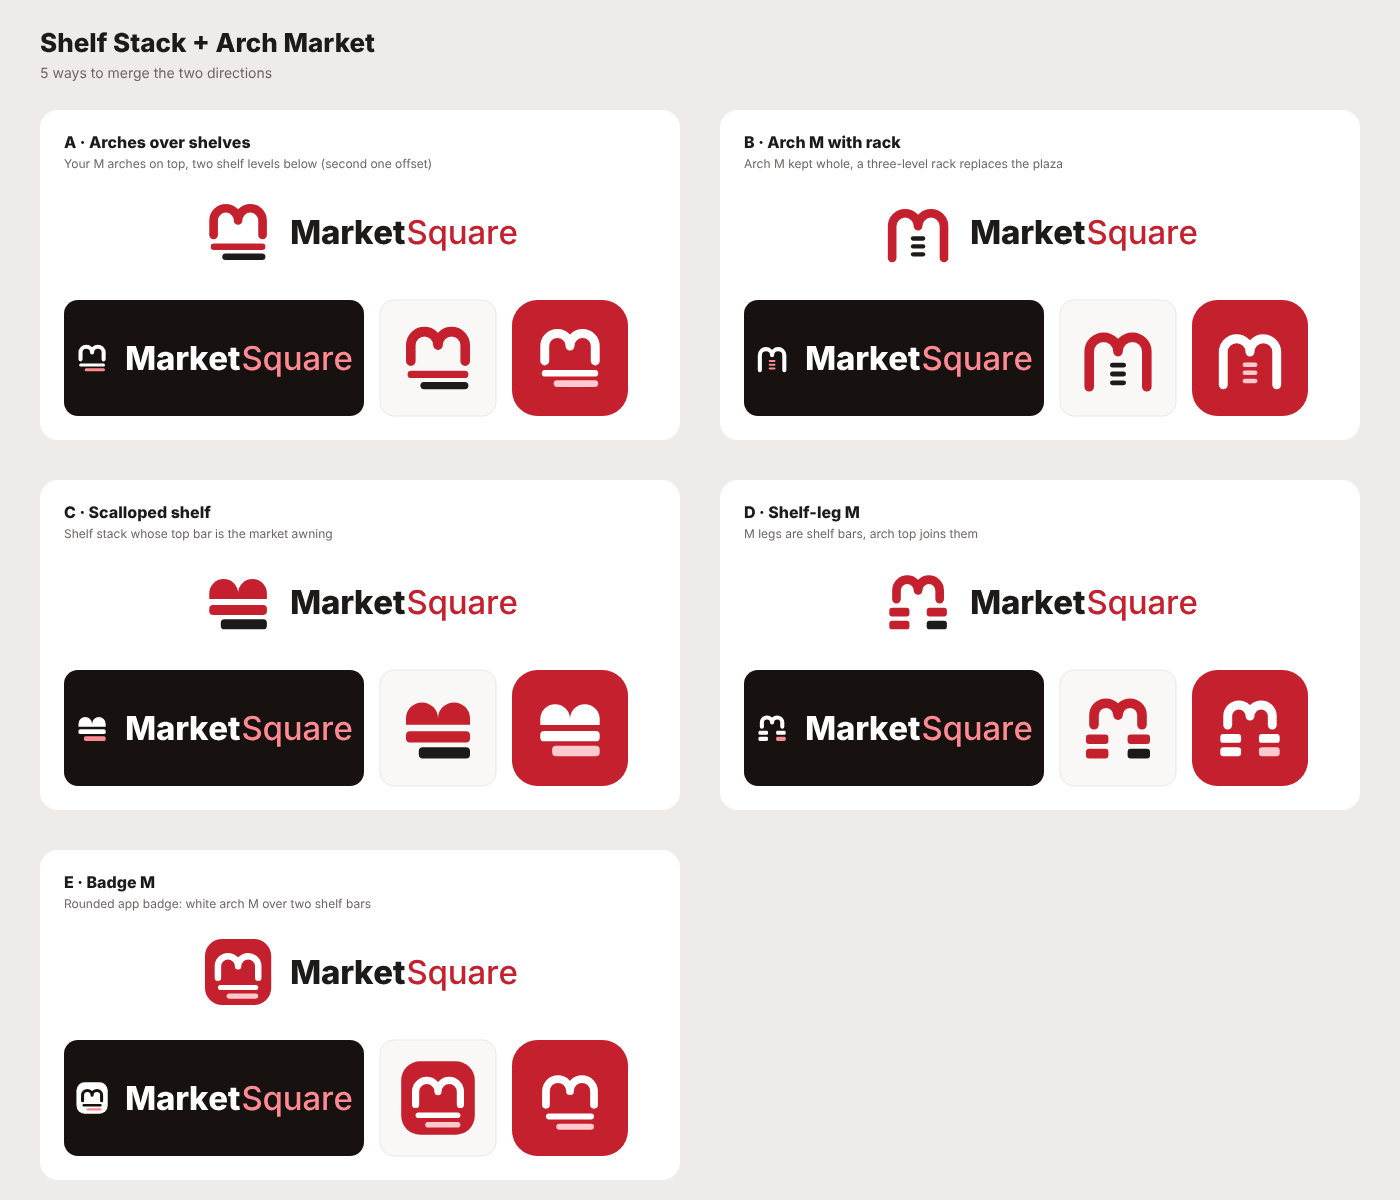 Shelf Stack + Arch Market
5 ways to merge the two directions
A · Arches over shelves
Your M arches on top, two shelf levels below (second one offset)
MarketSquare
MarketSquare
B · Arch M with rack
Arch M kept whole, a three-level rack replaces the plaza
MarketSquare
MarketSquare
C · Scalloped shelf
Shelf stack whose top bar is the market awning
MarketSquare
MarketSquare
D · Shelf-leg M
M legs are shelf bars, arch top joins them
MarketSquare
MarketSquare
E · Badge M
Rounded app badge: white arch M over two shelf bars
MarketSquare
MarketSquare